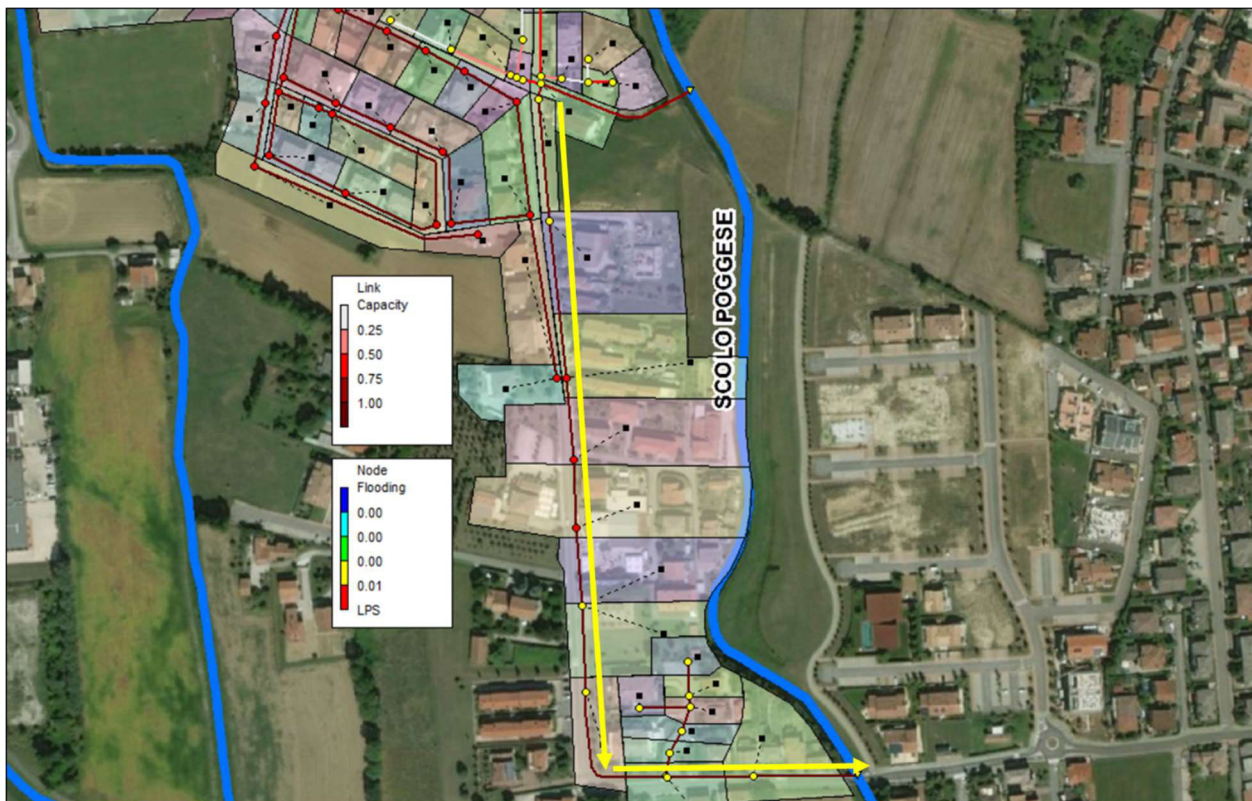 SCOLO POGGESE
Link
Capacity
0.25
0.50
0.75
1.00
Node
Flooding
0.00
0.00
0.00
0.01
LPS